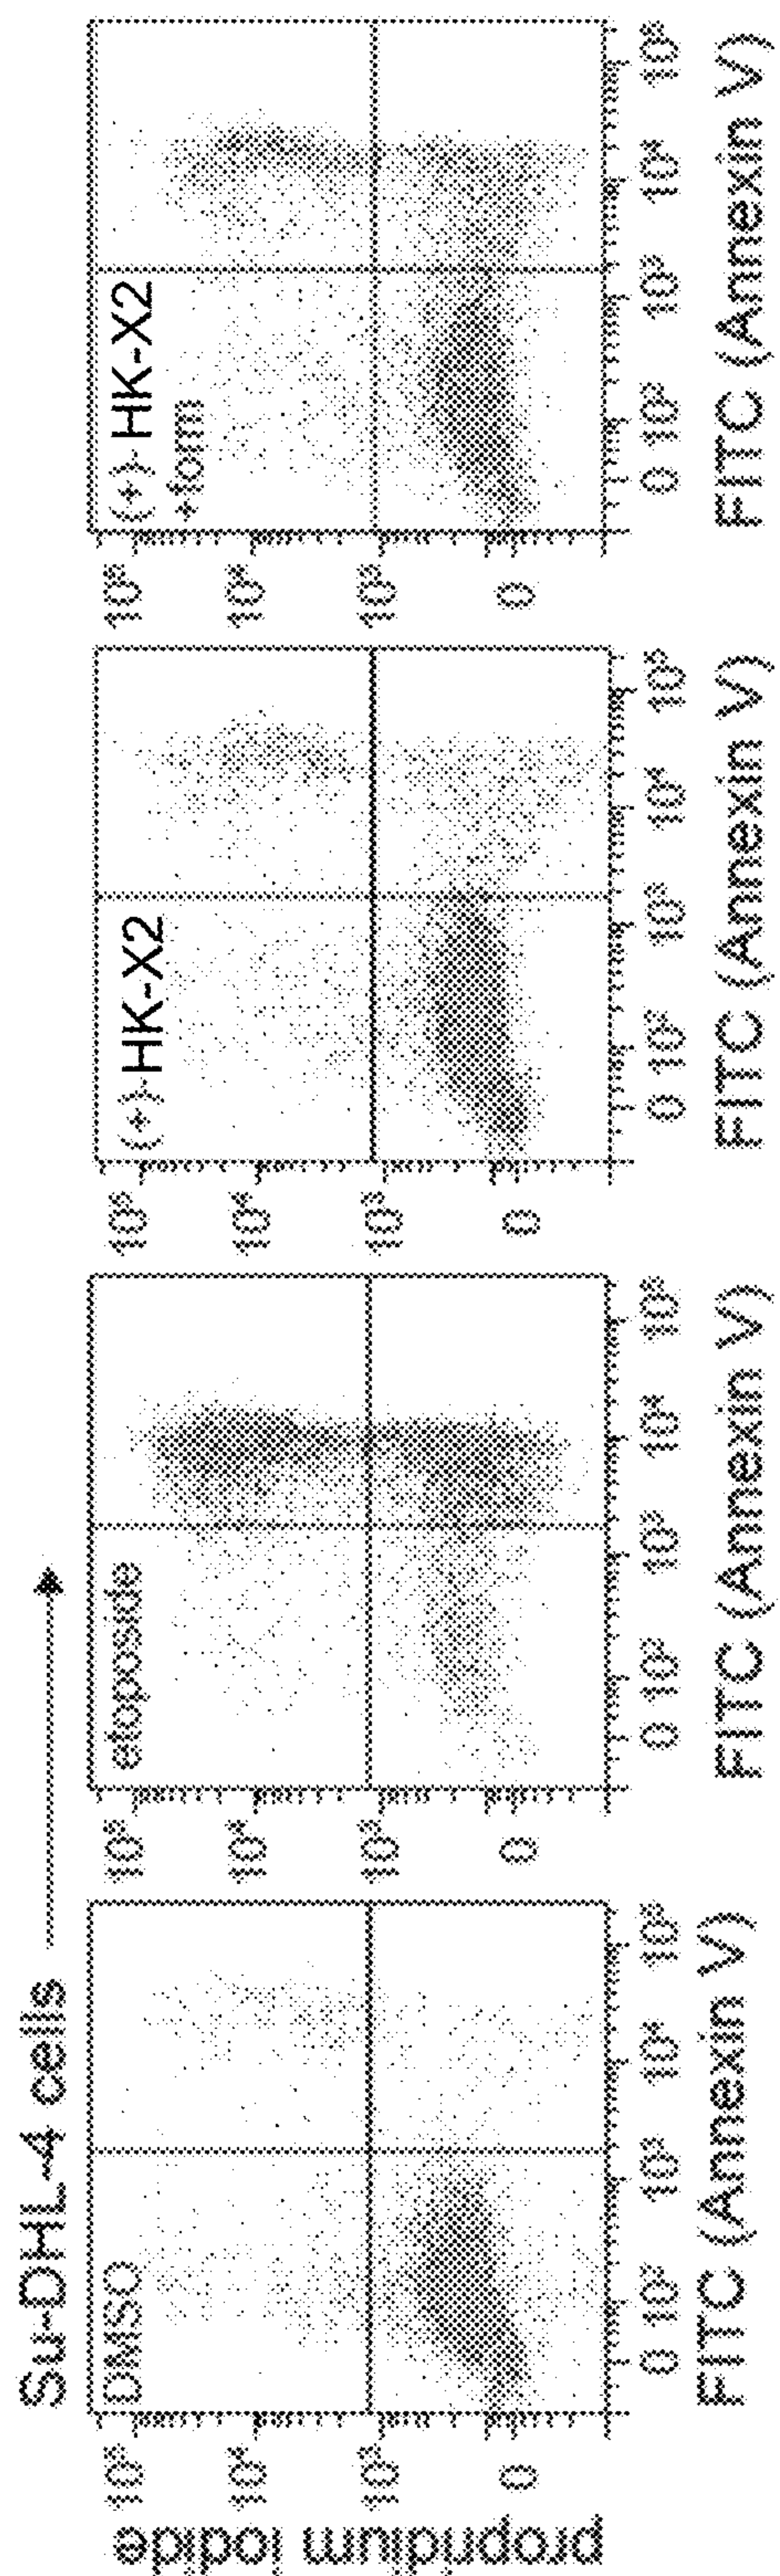 Su-DHL-4 cells
propridium iodide
DMSO
10⁵
10⁴
10³
0
0 10² 10³ 10⁴ 10⁵
FITC (Annexin V)
etoposide
10⁵
10⁴
10³
0
0 10² 10³ 10⁴ 10⁵
FITC (Annexin V)
(+)-HK-X2
10⁵
10⁴
10³
0
0 10² 10³ 10⁴ 10⁵
FITC (Annexin V)
(+)-HK-X2
+form
10⁵
10⁴
10³
0
0 10² 10³ 10⁴ 10⁵
FITC (Annexin V)